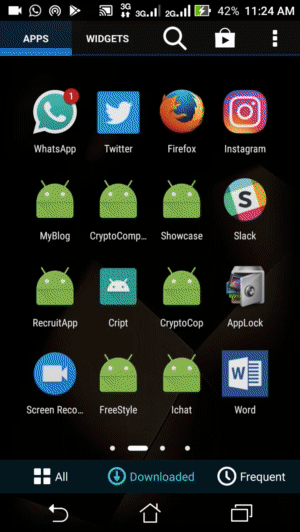 3G 3G 2G 42% 11:24 AM
APPS WIDGETS
1
WhatsApp Twitter Firefox Instagram
S
MyBlog CryptoComp... Showcase Slack
RecruitApp Cript CryptoCop AppLock
W
Screen Reco... FreeStyle Ichat Word
All Downloaded Frequent